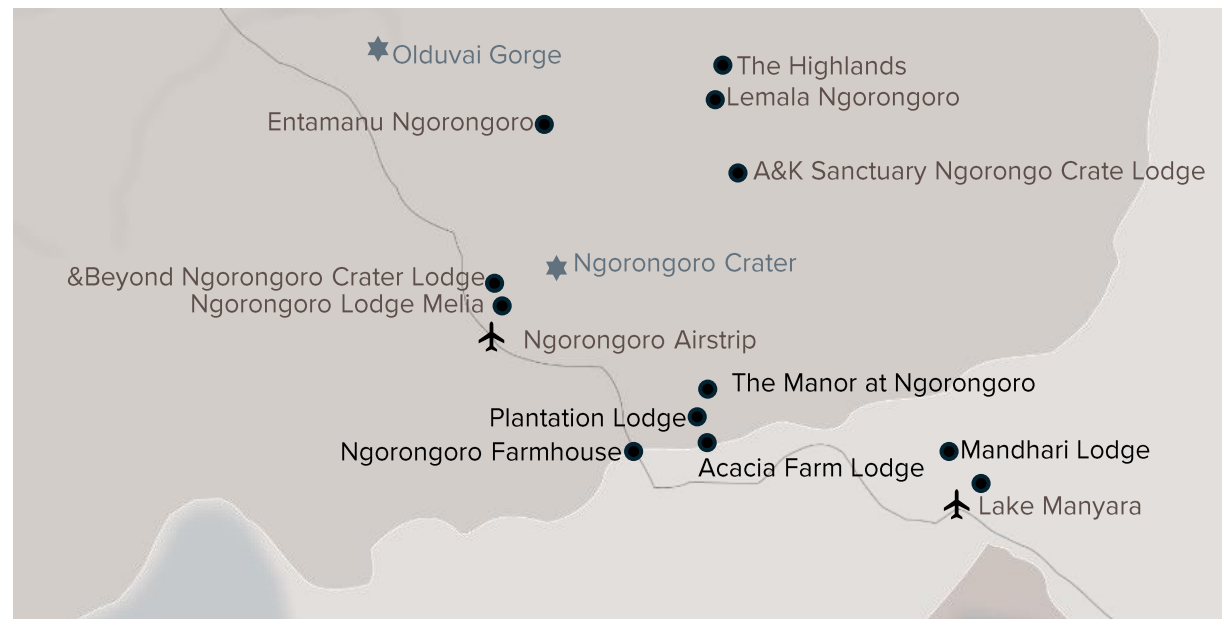 Olduvai Gorge
The Highlands
Lemala Ngorongoro
Entamanu Ngorongoro
A&K Sanctuary Ngorongo Crate Lodge
Ngorongoro Crater
&Beyond Ngorongoro Crater Lodge
Ngorongoro Lodge Melia
Ngorongoro Airstrip
The Manor at Ngorongoro
Plantation Lodge
Ngorongoro Farmhouse
Acacia Farm Lodge
Mandhari Lodge
Lake Manyara